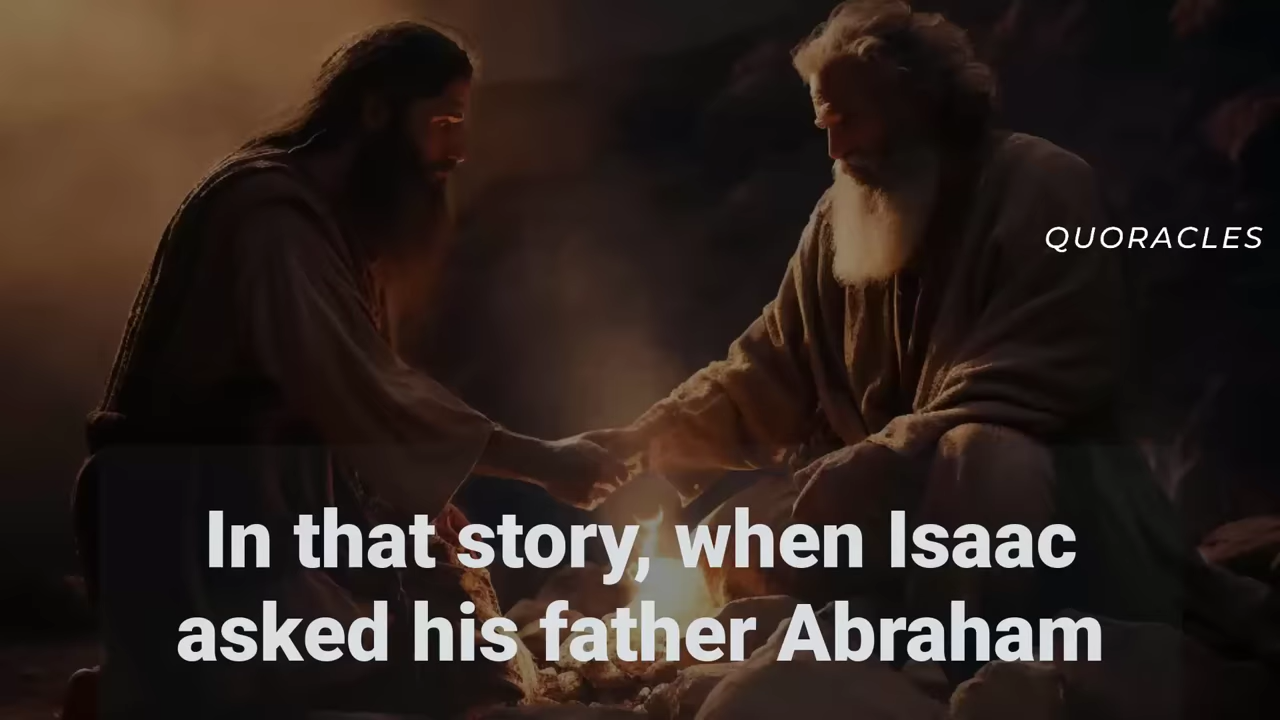 QUORACLES
In that story, when Isaac
asked his father Abraham